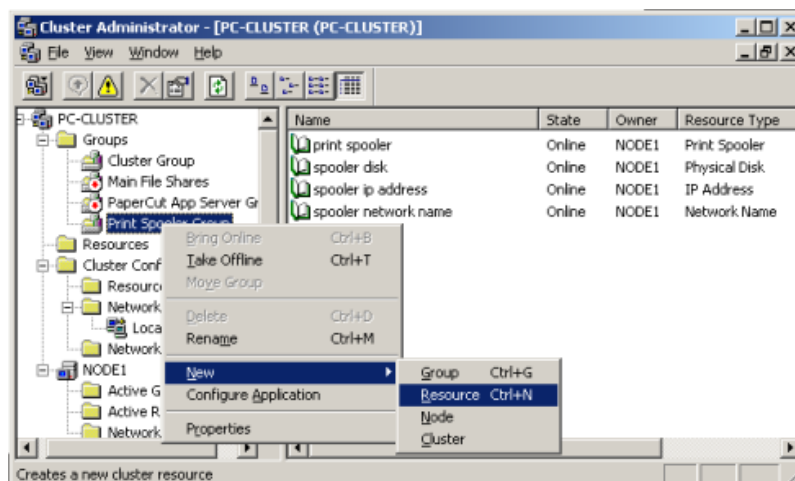 Cluster Administrator - [PC-CLUSTER (PC-CLUSTER)]
File View Window Help
PC-CLUSTER
Groups
Cluster Group
Main File Shares
PaperCut App Server Gr
Print Spooler Group
Resources
Cluster Conf
Resourc
Network
Loca
Network
NODE1
Active G
Active R
Network
Name State Owner Resource Type
print spooler Online NODE1 Print Spooler
spooler disk Online NODE1 Physical Disk
spooler ip address Online NODE1 IP Address
spooler network name Online NODE1 Network Name
Bring Online Ctrl+B
Take Offline Ctrl+T
Move Group
Delete Ctrl+D
Rename Ctrl+M
New
Configure Application
Properties
Group Ctrl+G
Resource Ctrl+N
Node
Cluster
Creates a new cluster resource